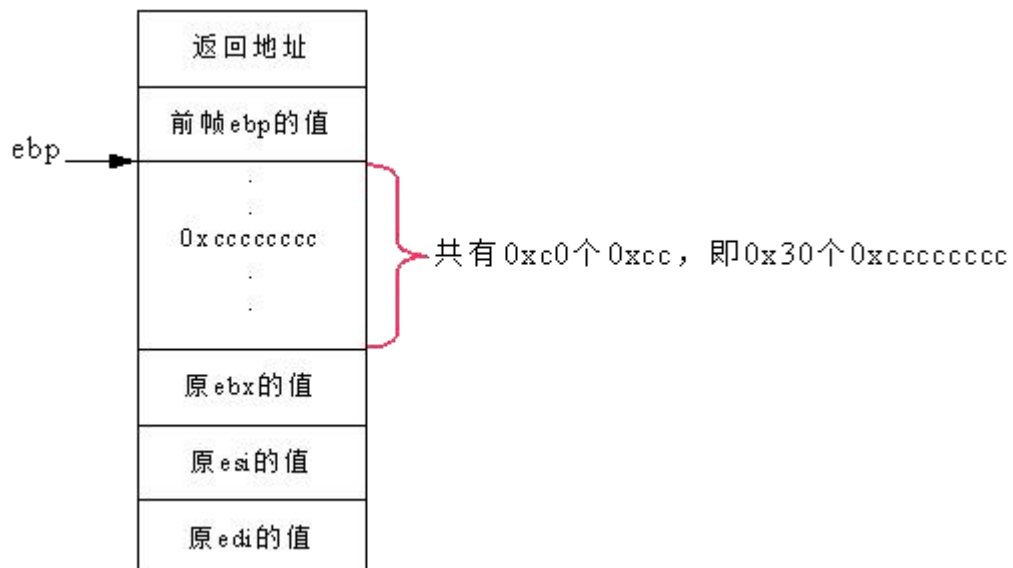 返回地址
前帧ebp的值
ebp
.
.
0xcccccccc
.
.
共有0xc0个0xcc，即0x30个0xcccccccc
原ebx的值
原esi的值
原edi的值